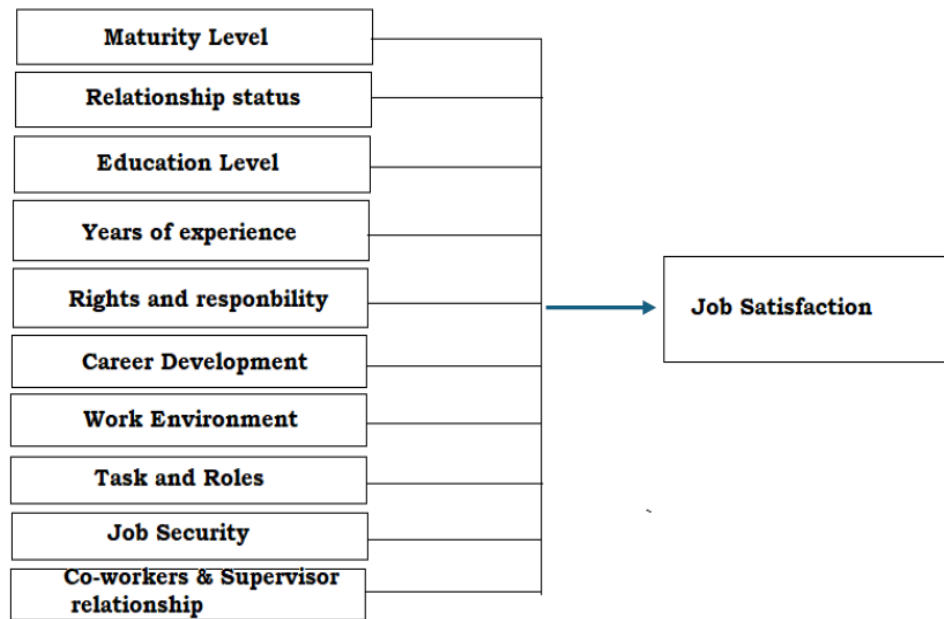 Maturity Level
Relationship status
Education Level
Years of experience
Rights and responbility
Career Development
Work Environment
Task and Roles
Job Security
Co-workers & Supervisor
relationship
Job Satisfaction